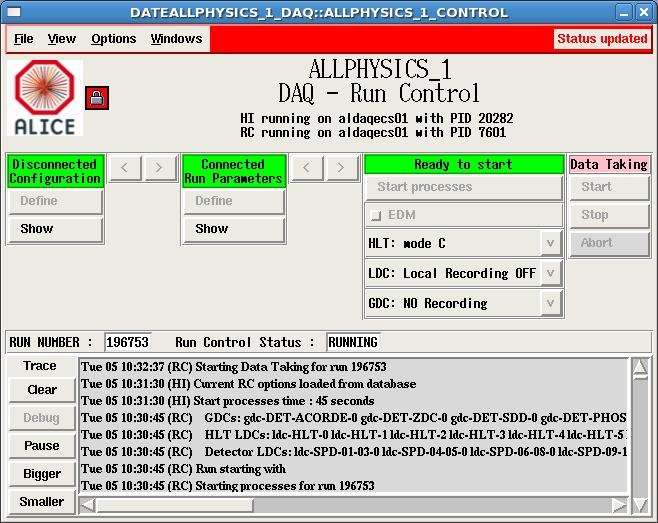 DATEALLPHYSICS_1_DAQ::ALLPHYSICS_1_CONTROL
File View Options Windows
Status updated
ALICE
ALLPHYSICS_1
DAQ - Run Control
HI running on aldaqecs01 with PID 20282
RC running on aldaqecs01 with PID 7601
Disconnected
Configuration
Define
Show
< >
Connected
Run Parameters
Define
Show
< >
Ready to start
Start processes
EDM
HLT: mode C
LDC: Local Recording OFF
GDC: NO Recording
Data Taking
Start
Stop
Abort
RUN NUMBER : 196753 Run Control Status : RUNNING
Trace
Clear
Debug
Pause
Bigger
Smaller
Tue 05 10:32:37 (RC) Starting Data Taking for run 196753
Tue 05 10:31:30 (HI) Current RC options loaded from database
Tue 05 10:31:30 (HI) Start processes time : 45 seconds
Tue 05 10:30:45 (RC) GDCs: gdc-DET-ACORDE-0 gdc-DET-ZDC-0 gdc-DET-SDD-0 gdc-DET-PHOS
Tue 05 10:30:45 (RC) HLT LDCs: ldc-HLT-0 ldc-HLT-1 ldc-HLT-2 ldc-HLT-3 ldc-HLT-4 ldc-HLT-5
Tue 05 10:30:45 (RC) Detector LDCs: ldc-SPD-01-03-0 ldc-SPD-04-05-0 ldc-SPD-06-08-0 ldc-SPD-09-1
Tue 05 10:30:45 (RC) Run starting with
Tue 05 10:30:45 (RC) Starting processes for run 196753